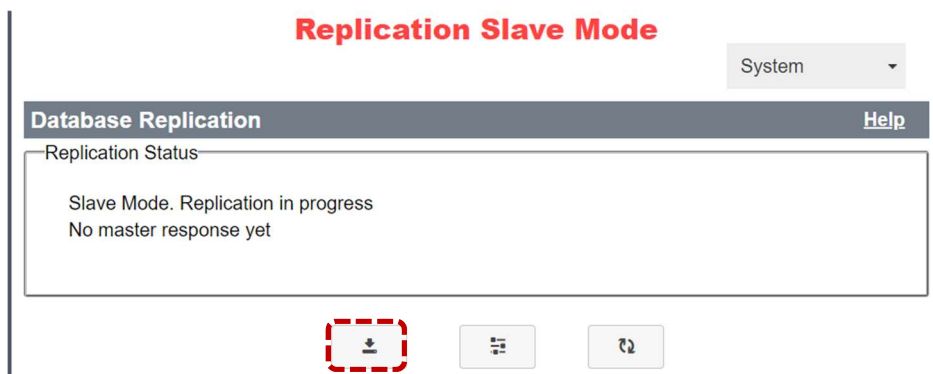 Replication Slave Mode
System
Database Replication Help
Replication Status
Slave Mode. Replication in progress
No master response yet